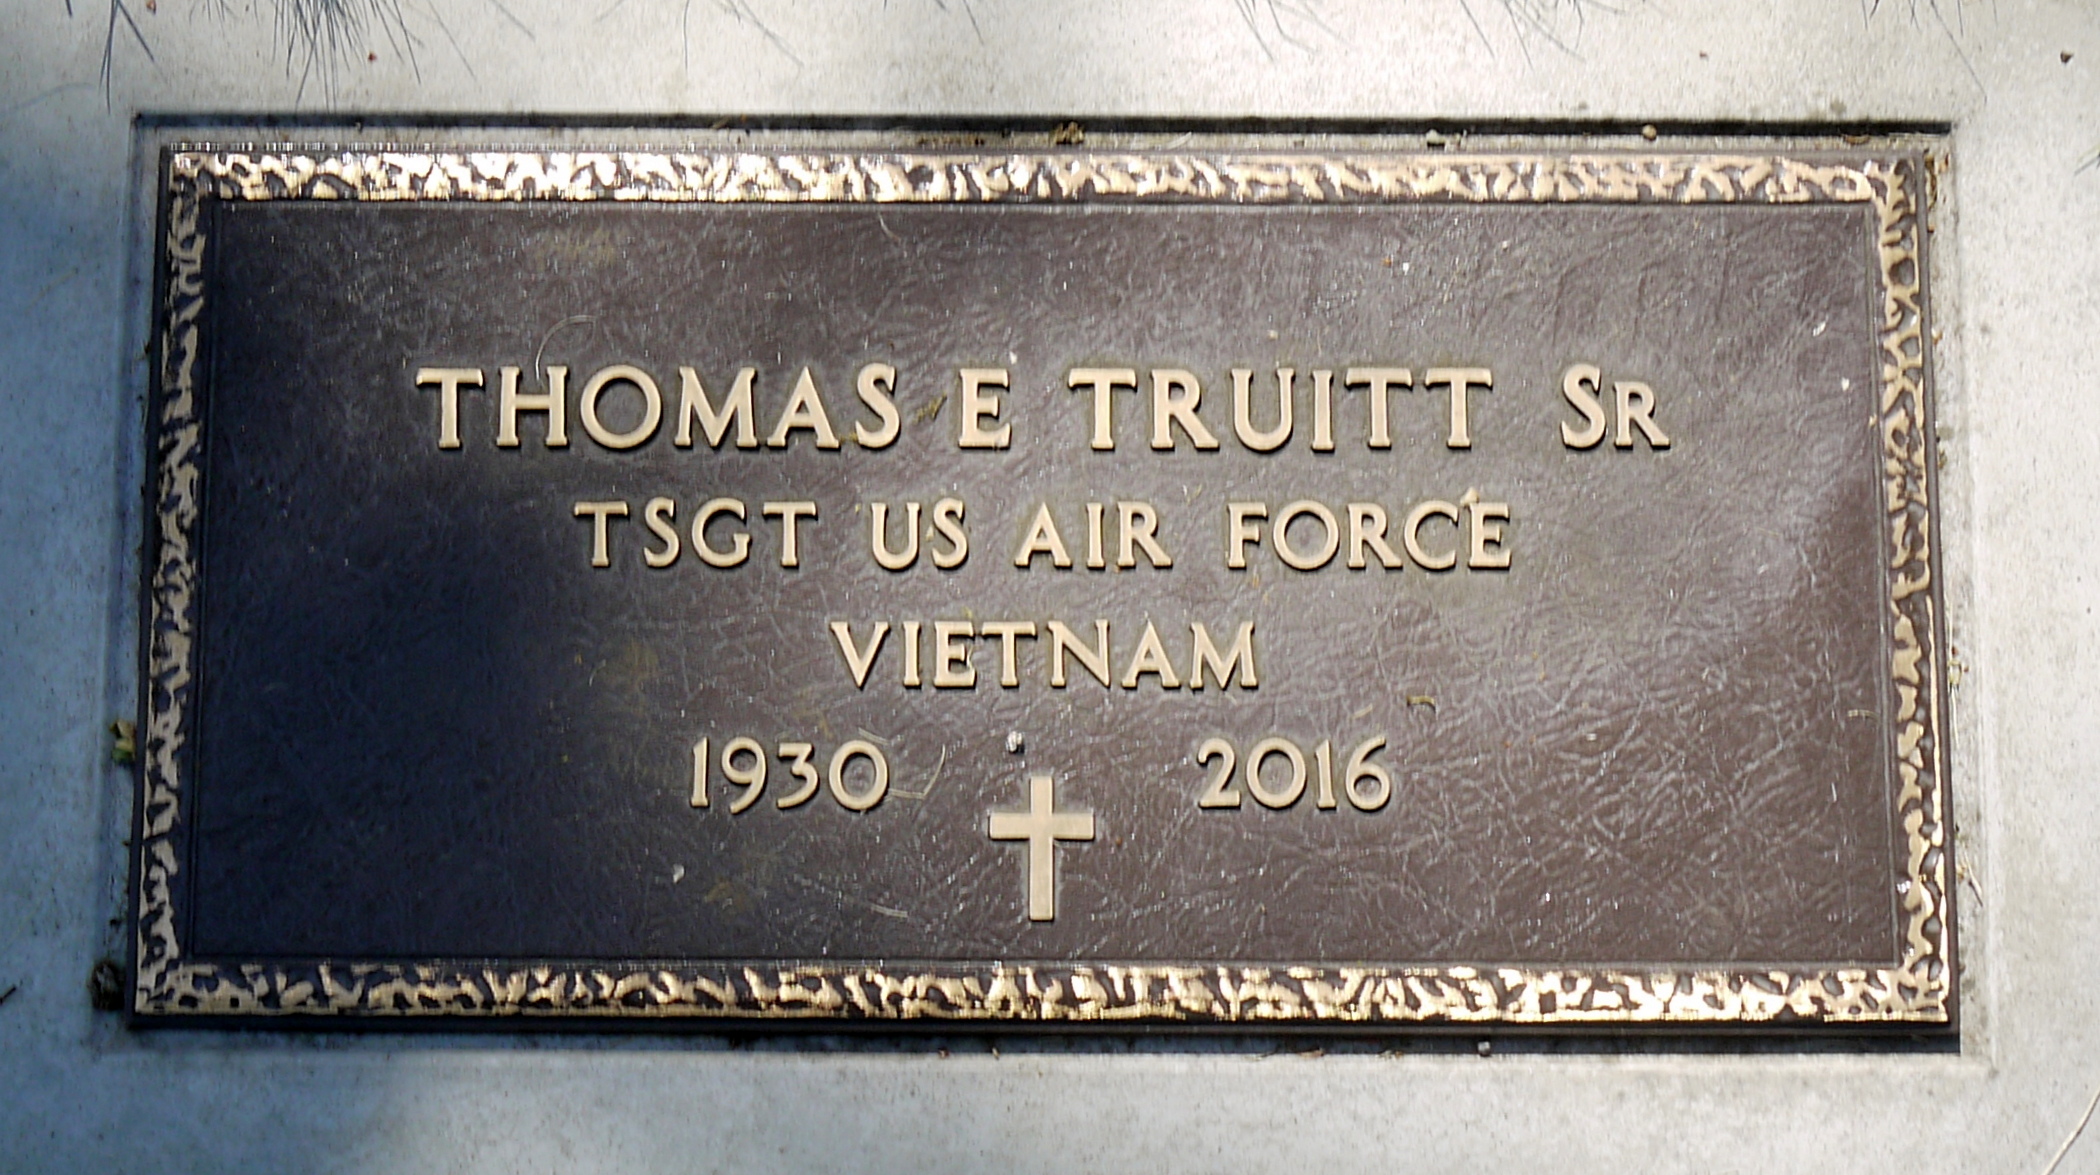 THOMAS E TRUITT SR
TSGT US AIR FORCE
VIETNAM
1930 2016